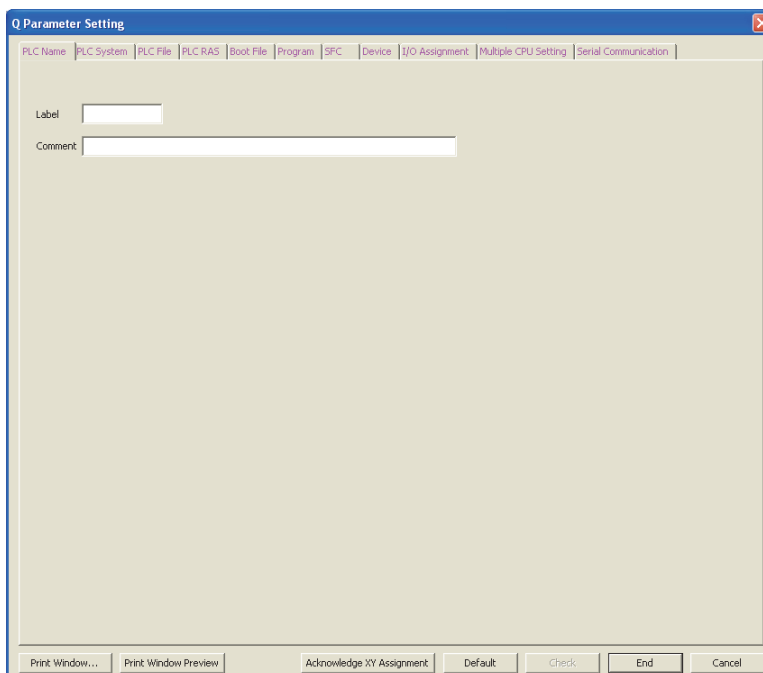 Q Parameter Setting
PLC Name PLC System PLC File PLC RAS Boot File Program SFC Device I/O Assignment Multiple CPU Setting Serial Communication
Label
Comment
Print Window... Print Window Preview Acknowledge XY Assignment Default Check End Cancel